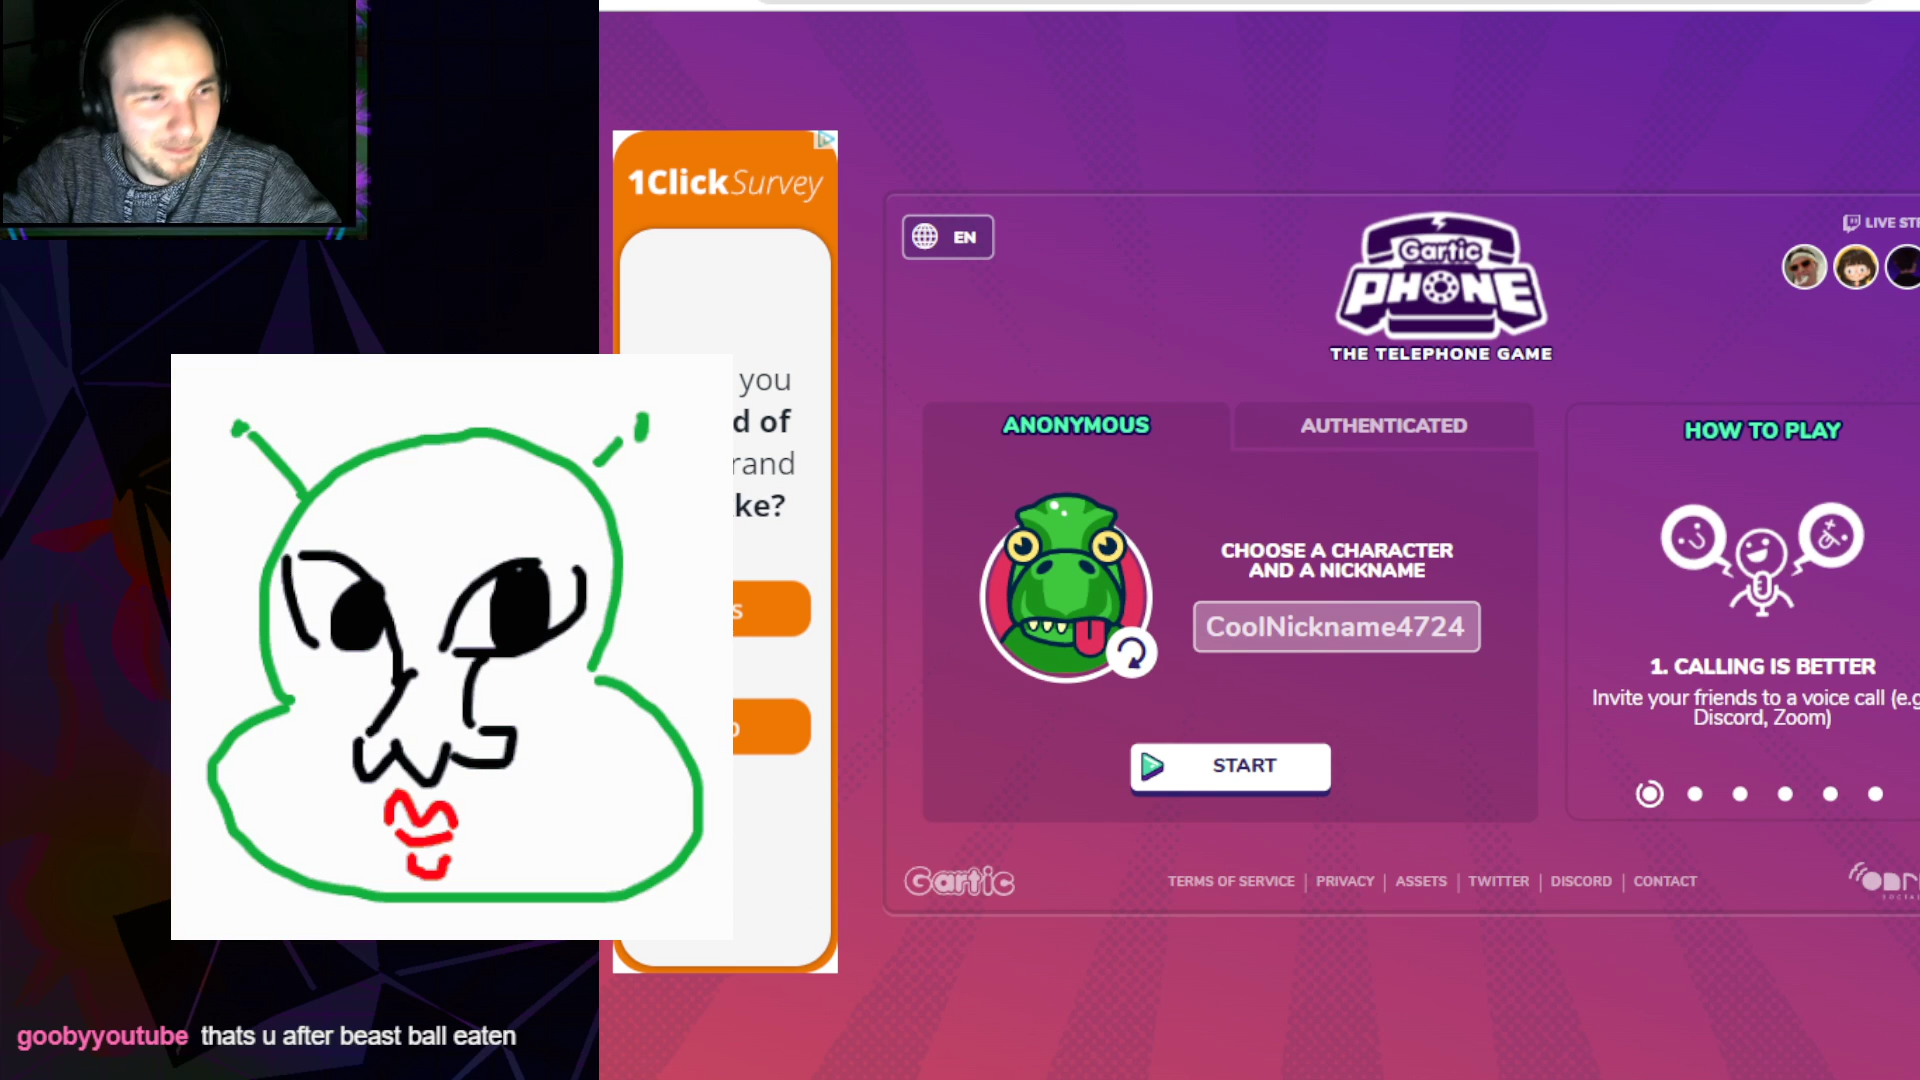 1ClickSurvey
you
d of
rand
ke?
s
EN
Gartic
PHONE
THE TELEPHONE GAME
LIVE STR
ANONYMOUS
AUTHENTICATED
CHOOSE A CHARACTER
AND A NICKNAME
CoolNickname4724
START
HOW TO PLAY
1. CALLING IS BETTER
Invite your friends to a voice call (e.g
Discord, Zoom)
Gartic
TERMS OF SERVICE | PRIVACY | ASSETS | TWITTER | DISCORD | CONTACT
goobyyoutube thats u after beast ball eaten